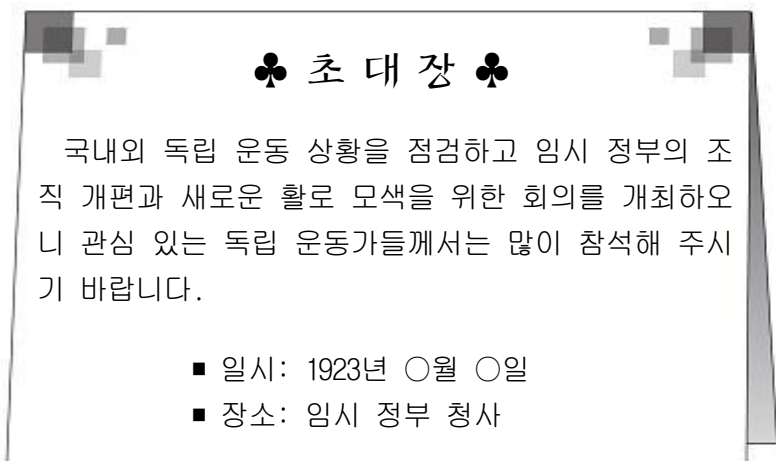 ♣ 초 대 장 ♣
국내외 독립 운동 상황을 점검하고 임시 정부의 조
직 개편과 새로운 활로 모색을 위한 회의를 개최하오
니 관심 있는 독립 운동가들께서는 많이 참석해 주시
기 바랍니다.
■ 일시: 1923년 ○월 ○일
■ 장소: 임시 정부 청사